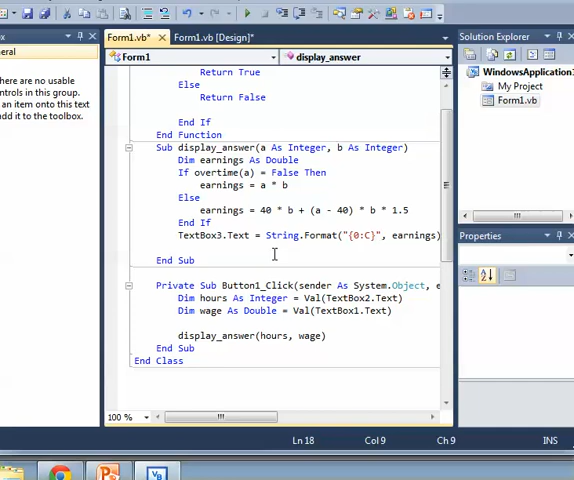 Form1.vb*
Form1.vb [Design]*
Solution Explorer
Form1
display_answer
WindowsApplication
My Project
Form1.vb
eneral
here are no usable
ntrols in this group.
an item onto this text
add it to the toolbox.
Return True
Else
Return False
End If
End Function
Sub display_answer(a As Integer, b As Integer)
Dim earnings As Double
If overtime(a) = False Then
earnings = a * b
Else
earnings = 40 * b + (a - 40) * b * 1.5
End If
TextBox3.Text = String.Format("{0:C}", earnings)
End Sub
Private Sub Button1_Click(sender As System.Object, e
Dim hours As Integer = Val(TextBox2.Text)
Dim wage As Double = Val(TextBox1.Text)
display_answer(hours, wage)
End Sub
End Class
Properties
100 %
Ln 18
Col 9
Ch 9
INS